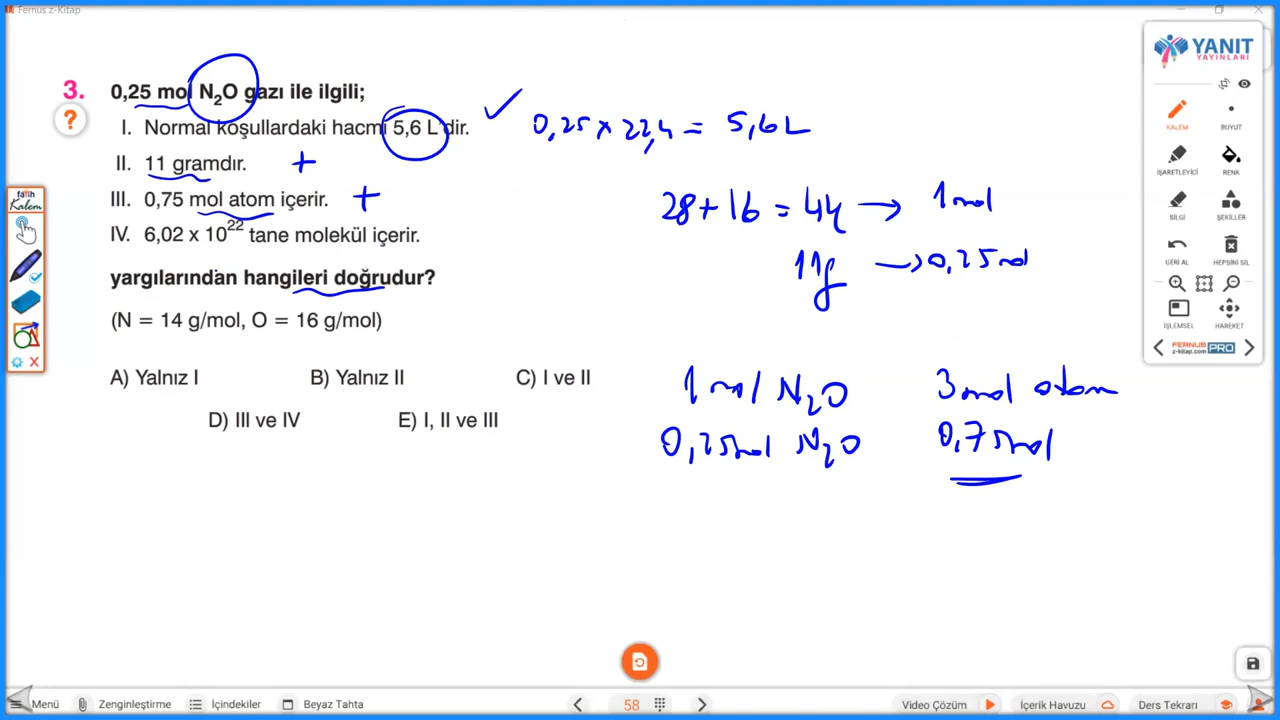 Fernus z-Kitap
3. 0,25 mol N₂O gazı ile ilgili;
?
I. Normal koşullardaki hacmi 5,6 L'dir.
II. 11 gramdır.
III. 0,75 mol atom içerir.
IV. 6,02 x 10²² tane molekül içerir.
yargılarından hangileri doğrudur?
(N = 14 g/mol, O = 16 g/mol)
A) Yalnız I
B) Yalnız II
C) I ve II
D) III ve IV
E) I, II ve III
0,25 x 22,4 = 5,6 L
28 + 16 = 44 → 1 mol
11g → 0,25 mol
1 mol N₂O 3 mol atom
0,25 mol N₂O 0,75 mol
fatih
Kalem
YANIT
YAYINLARI
KALEM
BOYUT
İŞARETLEYİCİ
RENK
SİLGİ
ŞEKİLLER
GERİ AL
HEPSİNİ SİL
İŞLEMSEL
HAREKET
FERNUS
z-kitap.com PRO
Menü
Zenginleştirme
İçindekiler
Beyaz Tahta
58
Video Çözüm
İçerik Havuzu
Ders Tekrarı